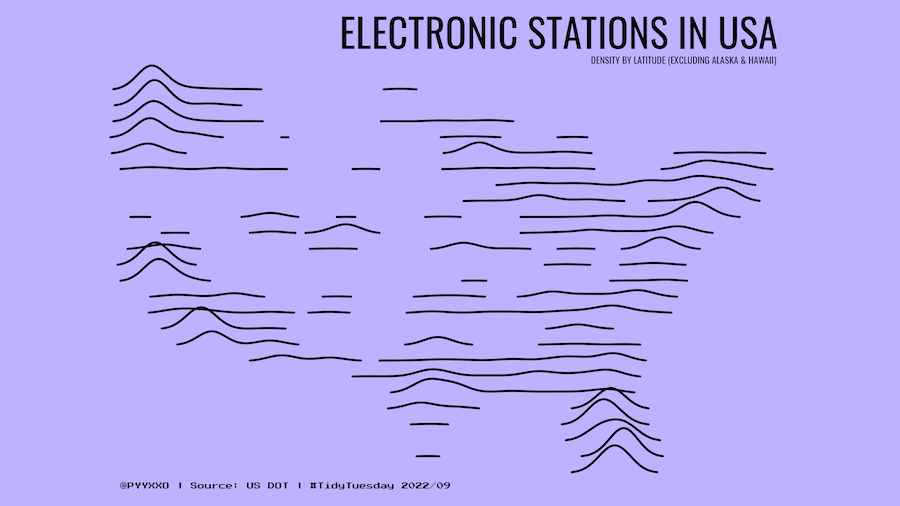 ELECTRONIC STATIONS IN USA
DENSITY BY LATITUDE (EXCLUDING ALASKA & HAWAII)
@PYYXXO | Source: US DOT | #TidyTuesday 2022/09